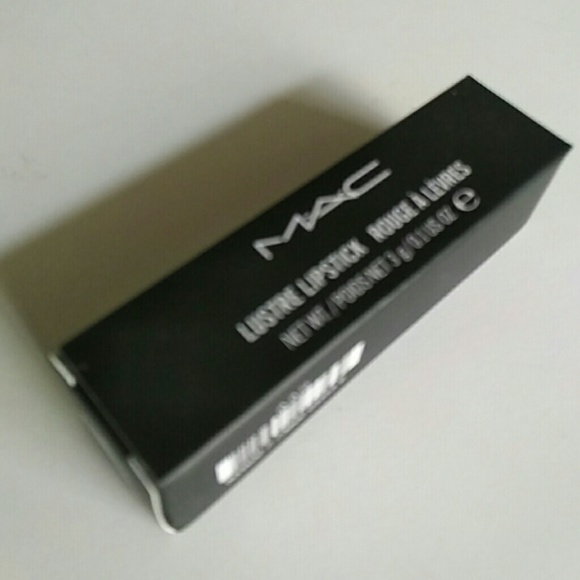 MAC
LUSTRE LIPSTICK ROUGE À LÈVRES
NET WT./POIDS NET 3 g/0.1 US OZ ℮